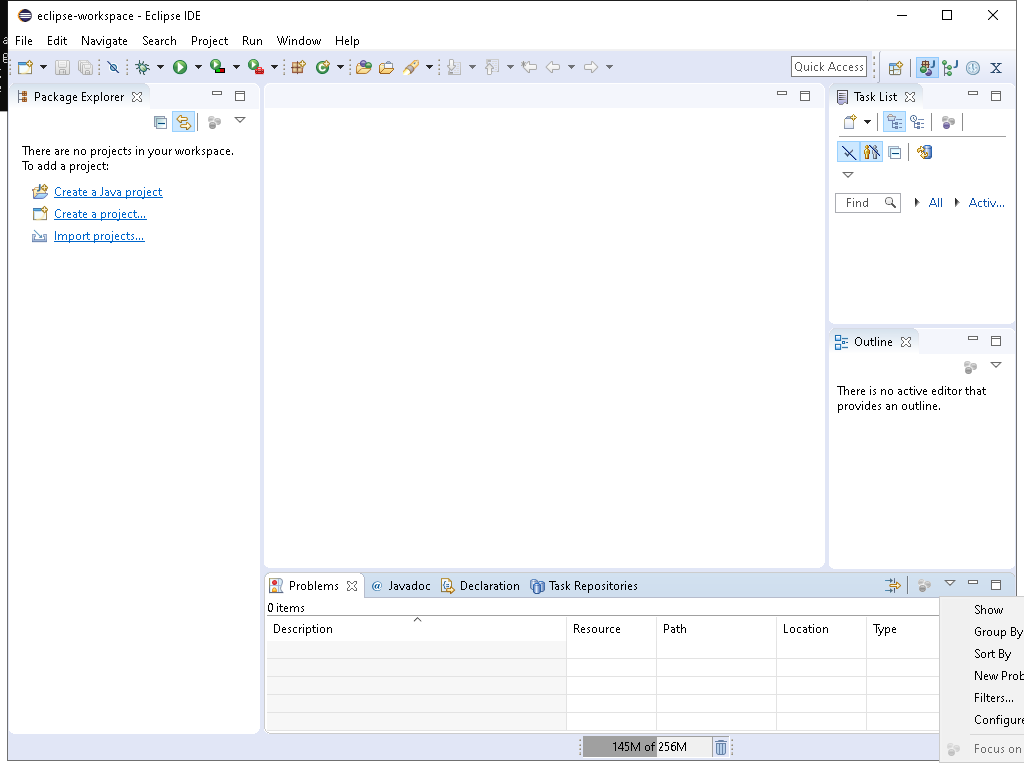 eclipse-workspace - Eclipse IDE
File Edit Navigate Search Project Run Window Help
Quick Access
Package Explorer
There are no projects in your workspace.
To add a project:
Create a Java project
Create a project...
Import projects...
Task List
Find All Activ...
Outline
There is no active editor that
provides an outline.
Problems @ Javadoc Declaration Task Repositories
0 items
Description Resource Path Location Type
Show
Group By
Sort By
New Prob
Filters...
Configure
Focus on
145M of 256M